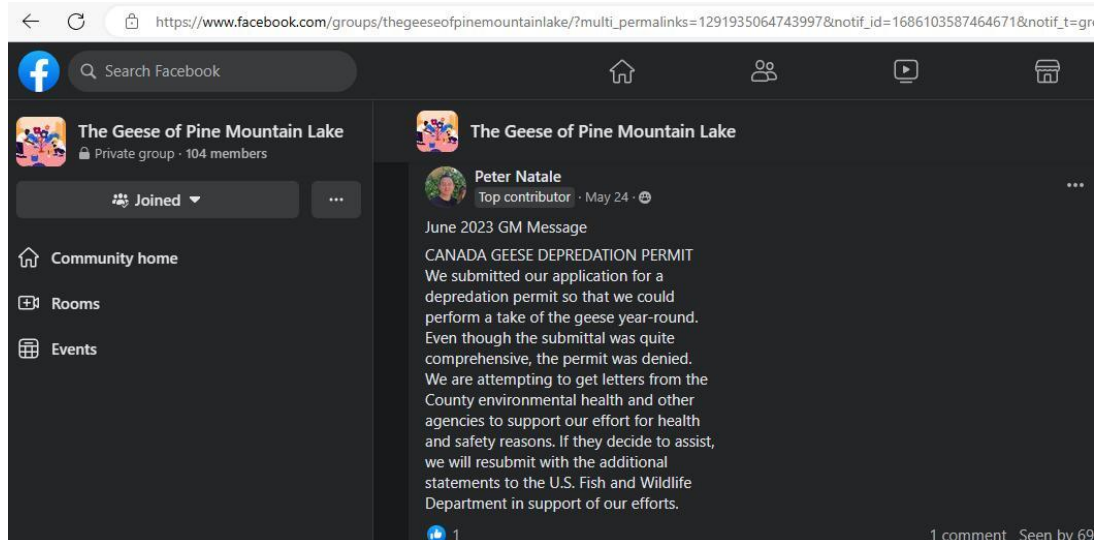 https://www.facebook.com/groups/thegeeseofpinemountainlake/?multi_permalinks=1291935064743997&notif_id=1686103587464671&notif_t=gr
Search Facebook
The Geese of Pine Mountain Lake
Private group · 104 members
Joined
The Geese of Pine Mountain Lake
Peter Natale
Top contributor · May 24 ·
June 2023 GM Message
CANADA GEESE DEPREDATION PERMIT
We submitted our application for a
depredation permit so that we could
perform a take of the geese year-round.
Even though the submittal was quite
comprehensive, the permit was denied.
We are attempting to get letters from the
County environmental health and other
agencies to support our effort for health
and safety reasons. If they decide to assist,
we will resubmit with the additional
statements to the U.S. Fish and Wildlife
Department in support of our efforts.
1
1 comment Seen by 69
Community home
Rooms
Events